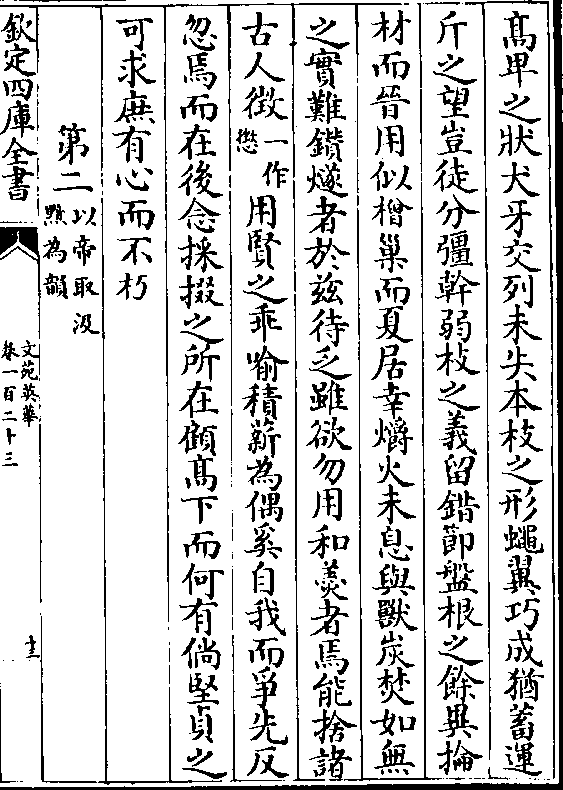 髙卑之狀犬牙交列未失本枝之形蠅翼巧成猶蓄運
斤之望豈徒分彊幹弱枝之義留錯節盤根之餘異掄
材而晉用似橧巢而夏居幸爝火未息與獸炭焚如無
之實難鑚燧者於兹待乏雖欲勿用和羮者焉能捨諸
古人徴一作懲用賢之乖喻積薪為偶奚自我而爭先反
忽焉而在後念採掇之所在顧髙下而何有倘堅貞之
可求庶有心而不朽
第二以帝取汲黯為韻
欽定四庫全書
文苑英華
卷一百二十三
十三